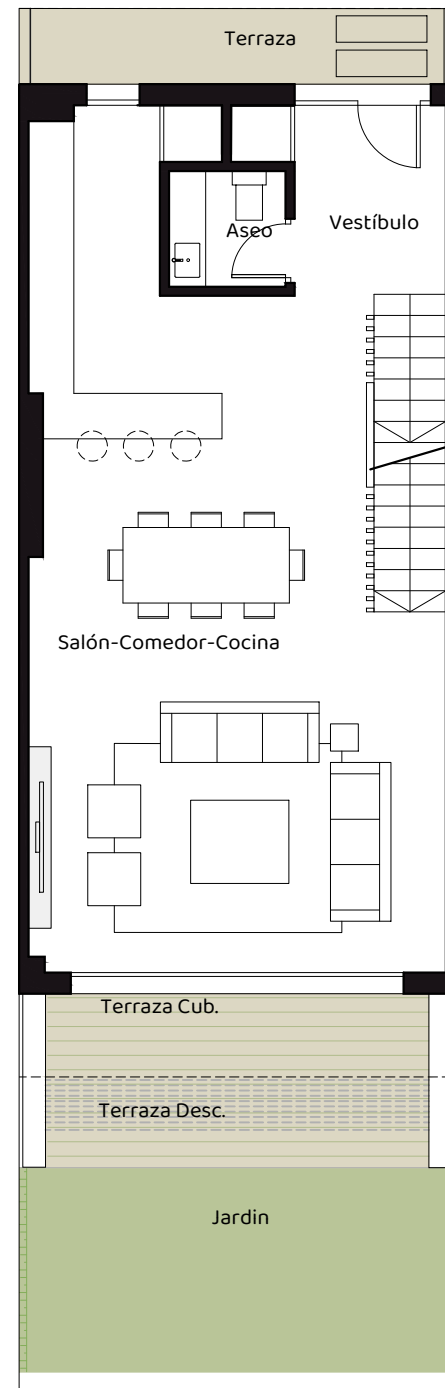 Terraza
Vestíbulo
Aseo
Salón-Comedor-Cocina
Terraza Cub.
Terraza Desc.
Jardin